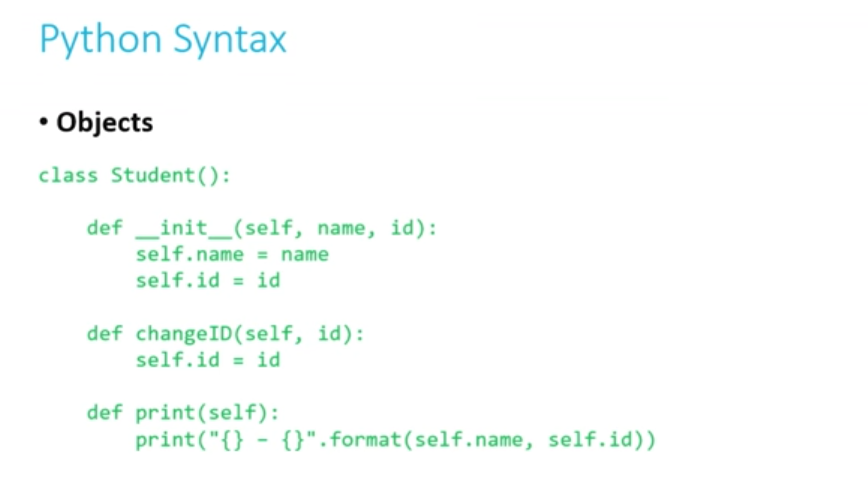 Python Syntax
• Objects
class Student():
    def __init__(self, name, id):
        self.name = name
        self.id = id
    def changeID(self, id):
        self.id = id
    def print(self):
        print("{} – {}".format(self.name, self.id))